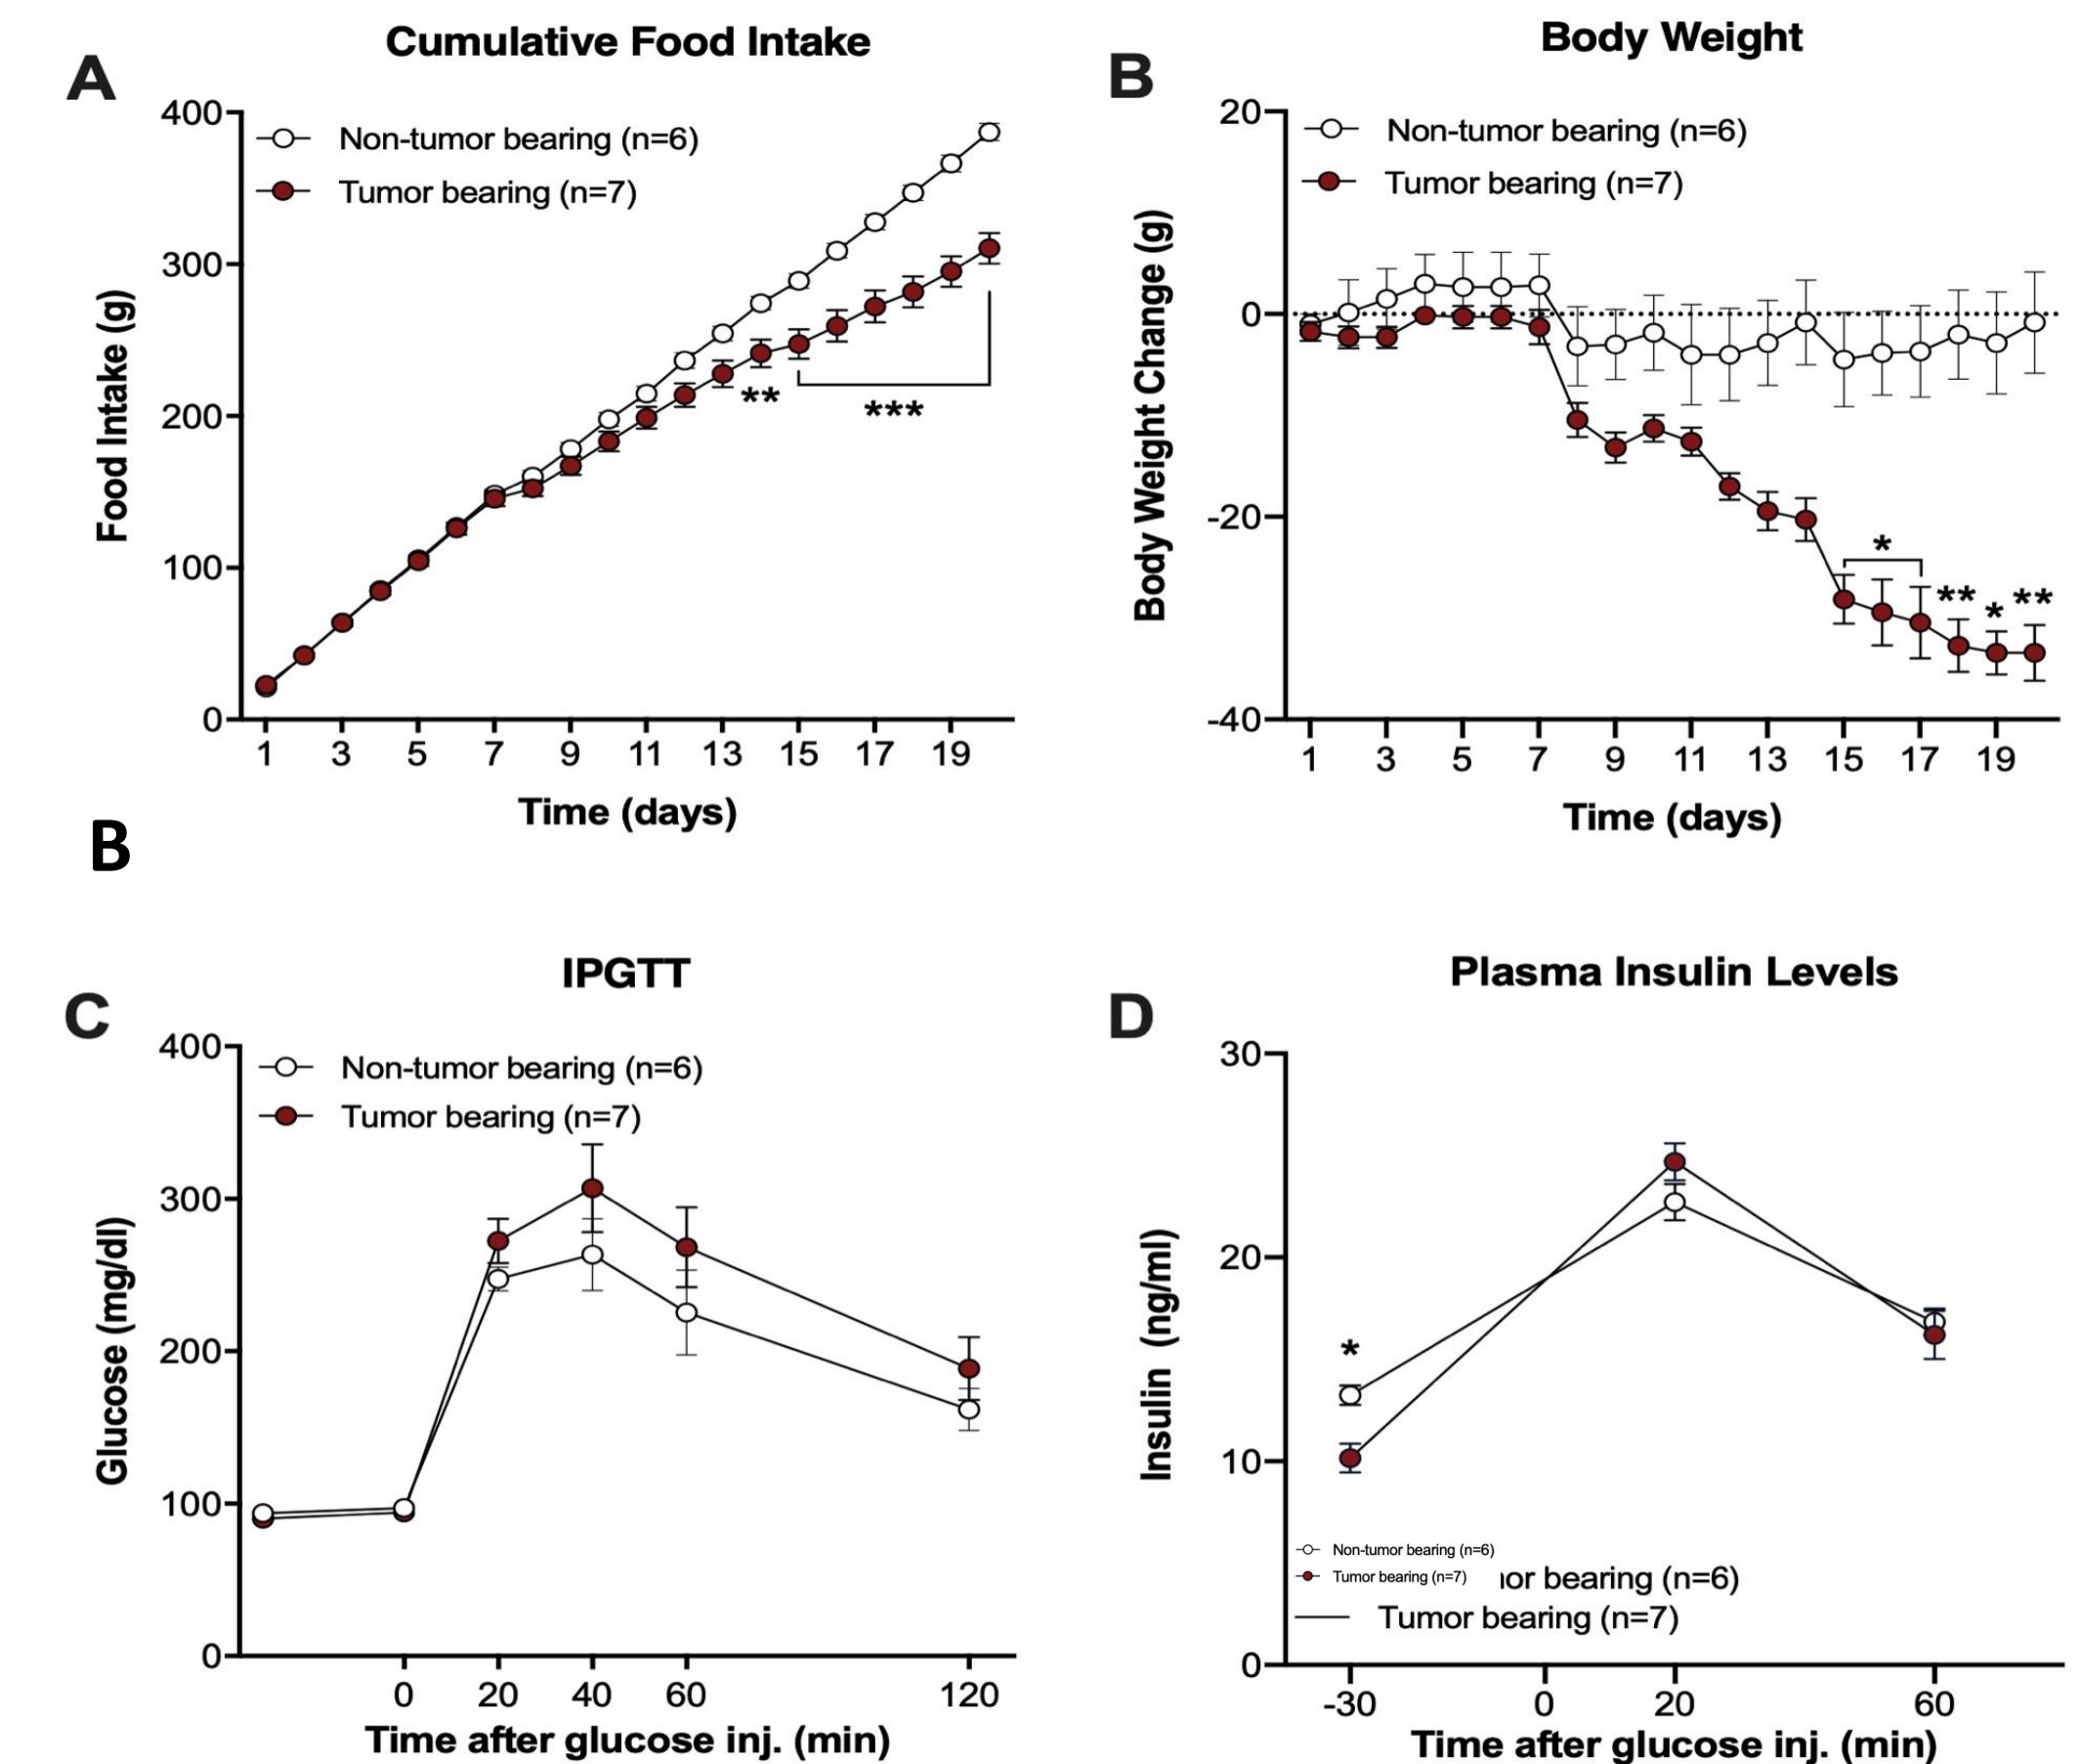 A
Cumulative Food Intake
Food Intake (g)
400
300
200
100
0
Non-tumor bearing (n=6)
Tumor bearing (n=7)
**
***
1 3 5 7 9 11 13 15 17 19
Time (days)
B
Body Weight
Body Weight Change (g)
20
0
-20
-40
Non-tumor bearing (n=6)
Tumor bearing (n=7)
*
**
*
**
1 3 5 7 9 11 13 15 17 19
Time (days)
B
C
IPGTT
Glucose (mg/dl)
400
300
200
100
0
Non-tumor bearing (n=6)
Tumor bearing (n=7)
0 20 40 60 120
Time after glucose inj. (min)
D
Plasma Insulin Levels
Insulin (ng/ml)
30
20
10
0
*
Non-tumor bearing (n=6)
Tumor bearing (n=7)
or bearing (n=6)
Tumor bearing (n=7)
-30 0 20 60
Time after glucose inj. (min)